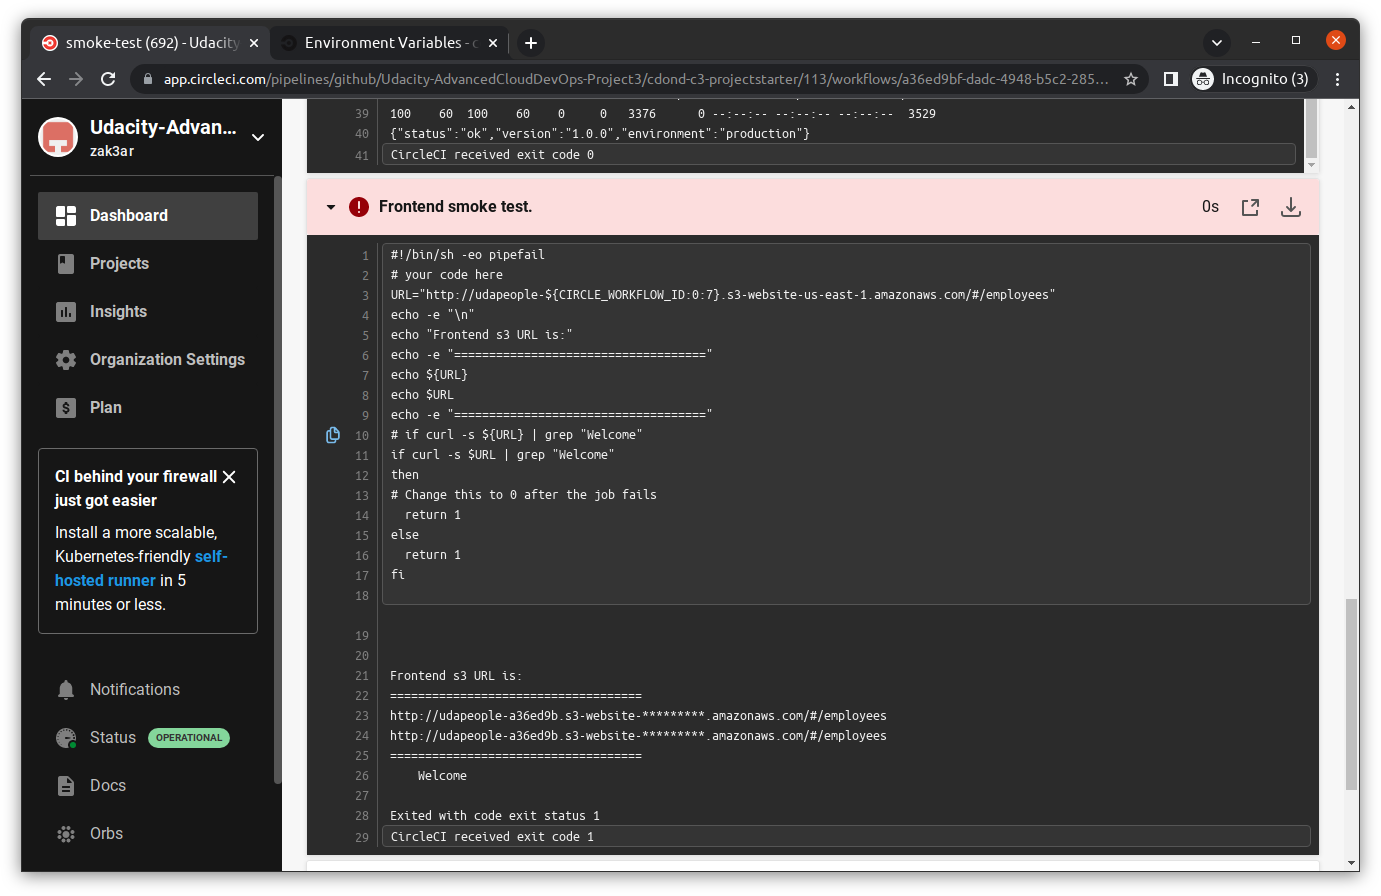 smoke-test (692) - Udacity
Environment Variables - c
app.circleci.com/pipelines/github/Udacity-AdvancedCloudDevOps-Project3/cdond-c3-projectstarter/113/workflows/a36ed9bf-dadc-4948-b5c2-285...
Incognito (3)
Udacity-Advan...
zak3ar
Dashboard
Projects
Insights
Organization Settings
Plan
CI behind your firewall
just got easier
Install a more scalable,
Kubernetes-friendly self-
hosted runner in 5
minutes or less.
Notifications
Status OPERATIONAL
Docs
Orbs
39 100 60 100 60 0 0 3376 0 --:--:-- --:--:-- --:--:-- 3529
40 {"status":"ok","version":"1.0.0","environment":"production"}
41 CircleCI received exit code 0
Frontend smoke test. 0s
1 #!/bin/sh -eo pipefail
2 # your code here
3 URL="http://udapeople-${CIRCLE_WORKFLOW_ID:0:7}.s3-website-us-east-1.amazonaws.com/#/employees"
4 echo -e "\n"
5 echo "Frontend s3 URL is:"
6 echo -e "===================================="
7 echo ${URL}
8 echo $URL
9 echo -e "===================================="
10 # if curl -s ${URL} | grep "Welcome"
11 if curl -s $URL | grep "Welcome"
12 then
13 # Change this to 0 after the job fails
14 return 1
15 else
16 return 1
17 fi
18
19
20
21 Frontend s3 URL is:
22 ====================================
23 http://udapeople-a36ed9b.s3-website-*********.amazonaws.com/#/employees
24 http://udapeople-a36ed9b.s3-website-*********.amazonaws.com/#/employees
25 ====================================
26 Welcome
27
28 Exited with code exit status 1
29 CircleCI received exit code 1